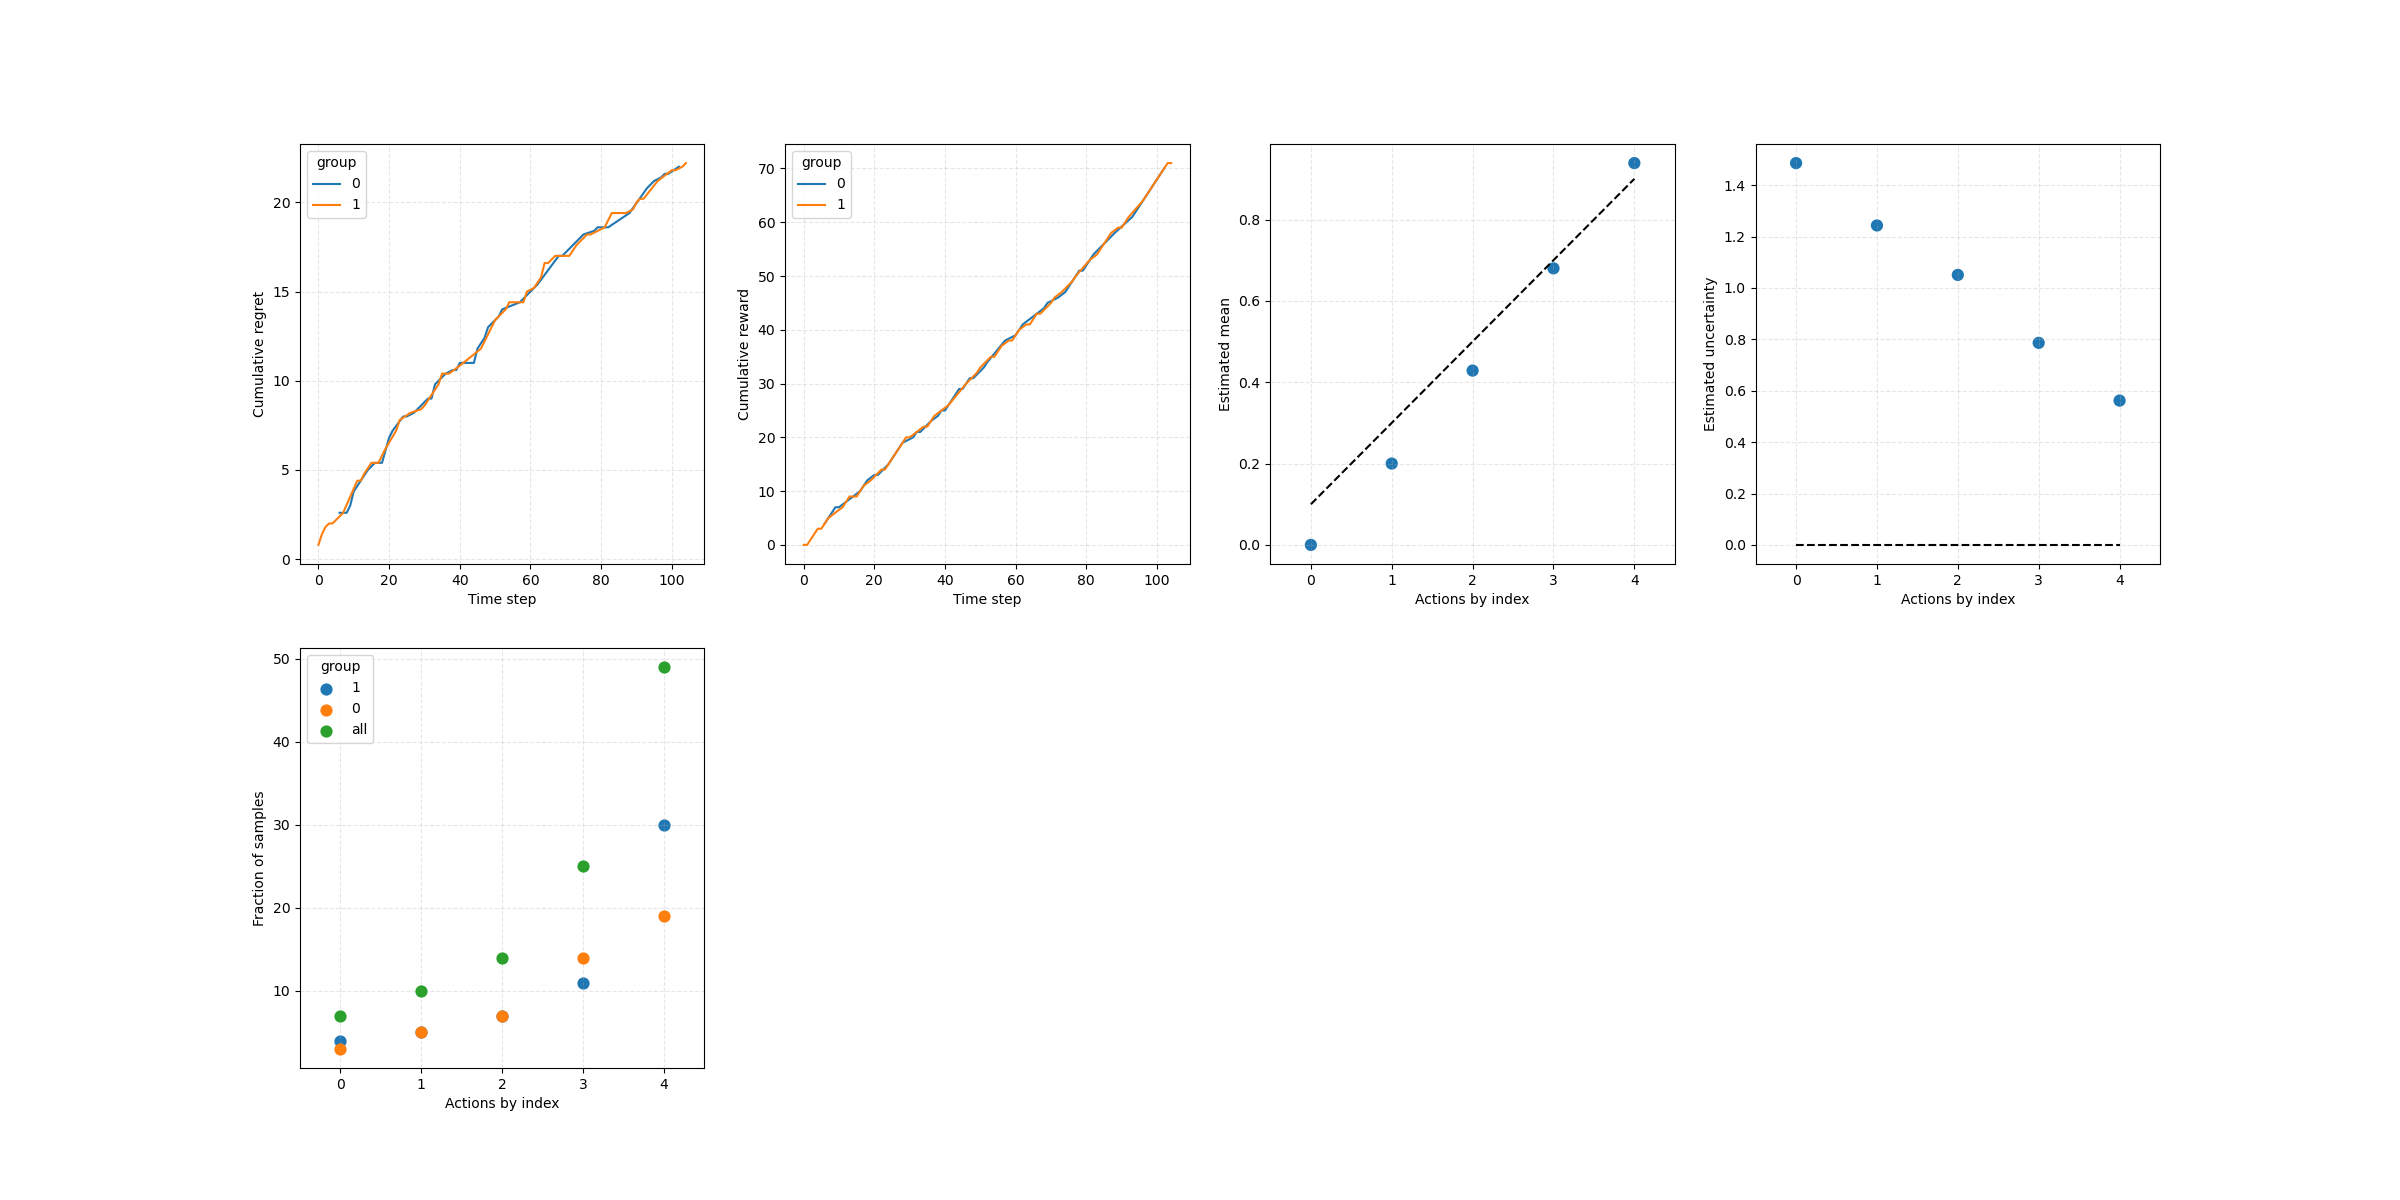 group
0
1
20
15
10
5
0
Cumulative regret
0 20 40 60 80 100
Time step
group
0
1
70
60
50
40
30
20
10
0
Cumulative reward
0 20 40 60 80 100
Time step
0.8
0.6
0.4
0.2
0.0
Estimated mean
0 1 2 3 4
Actions by index
1.4
1.2
1.0
0.8
0.6
0.4
0.2
0.0
Estimated uncertainty
0 1 2 3 4
Actions by index
group
1
0
all
50
40
30
20
10
Fraction of samples
0 1 2 3 4
Actions by index